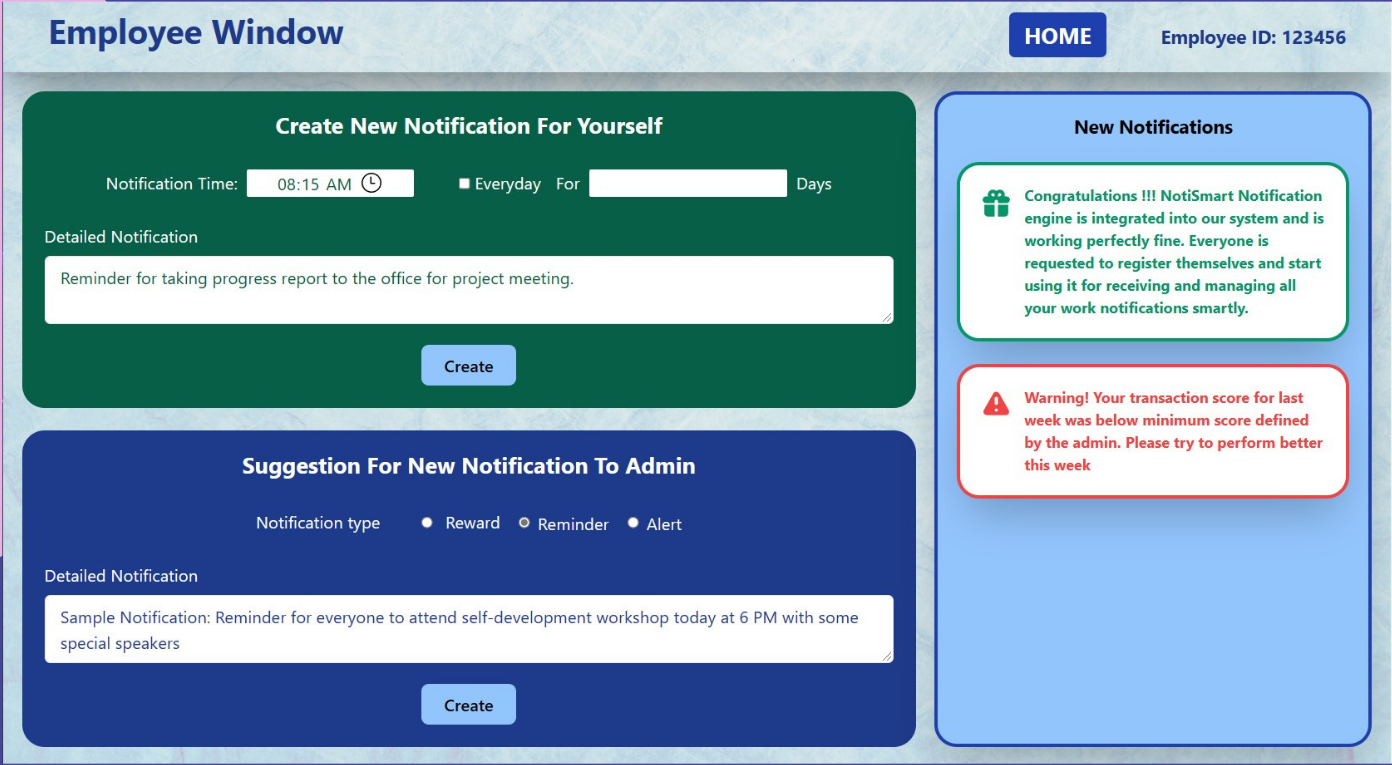 Employee Window
HOME
Employee ID: 123456
Create New Notification For Yourself
Notification Time: 08:15 AM Everyday For Days
Detailed Notification
Reminder for taking progress report to the office for project meeting.
Create
Suggestion For New Notification To Admin
Notification type Reward Reminder Alert
Detailed Notification
Sample Notification: Reminder for everyone to attend self-development workshop today at 6 PM with some
special speakers
Create
New Notifications
Congratulations !!! NotiSmart Notification
engine is integrated into our system and is
working perfectly fine. Everyone is
requested to register themselves and start
using it for receiving and managing all
your work notifications smartly.
Warning! Your transaction score for last
week was below minimum score defined
by the admin. Please try to perform better
this week